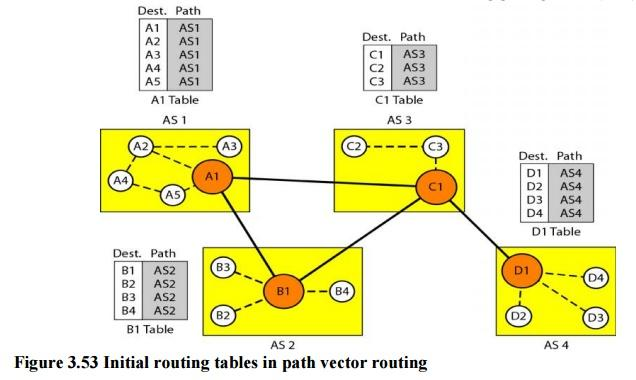 Dest. Path
A1 AS1
A2 AS1
A3 AS1
A4 AS1
A5 AS1
A1 Table
Dest. Path
C1 AS3
C2 AS3
C3 AS3
C1 Table
AS 1
AS 3
A2
A3
A4
A5
A1
C2
C3
C1
Dest. Path
D1 AS4
D2 AS4
D3 AS4
D4 AS4
D1 Table
Dest. Path
B1 AS2
B2 AS2
B3 AS2
B4 AS2
B1 Table
B3
B1
B4
B2
AS 2
D1
D4
D2
D3
AS 4
Figure 3.53 Initial routing tables in path vector routing